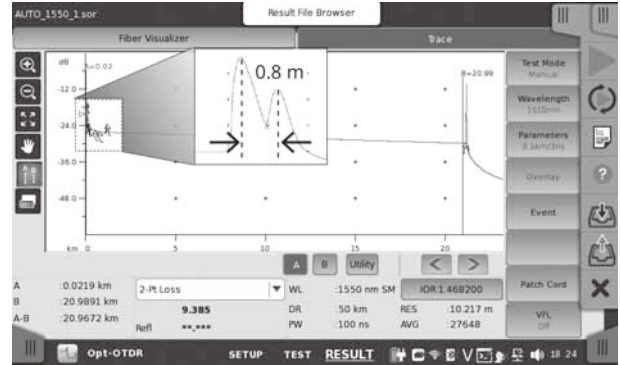 AUTO_1550_1.sor
Result File Browser
Fiber Visualizer
Trace
dB
A=0.02
B=20.99
0.8 m
-12.0
-24.0
-36.0
-48.0
km 0 5 10 15 20
Test Mode
Manual
Wavelength
1550nm
Parameters
Overlay
Event
Patch Cord
VFL
Off
A B Utility < >
A :0.0219 km
B :20.9891 km
A-B :20.9672 km
2-Pt Loss
9.385
Refl **.***
WL :1550 nm SM
IOR:1.468200
DR :50 km
RES :10.217 m
PW :100 ns
AVG :27648
Opt-OTDR
SETUP TEST RESULT
V
18 24